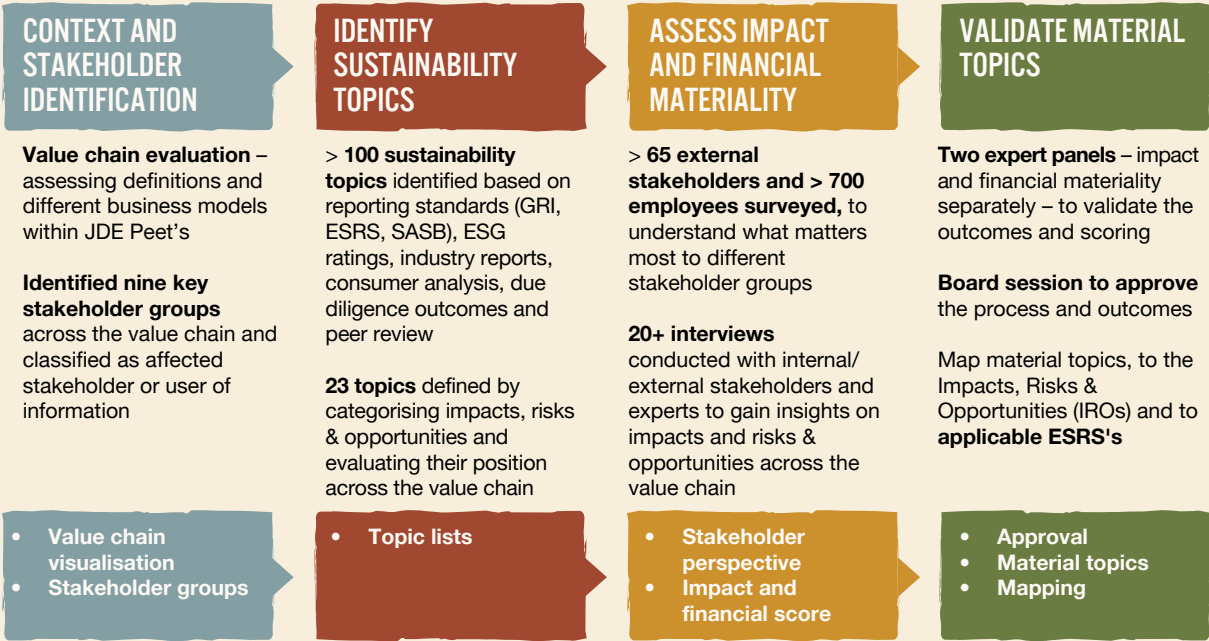 CONTEXT AND
STAKEHOLDER
IDENTIFICATION
Value chain evaluation –
assessing definitions and
different business models
within JDE Peet's
Identified nine key
stakeholder groups
across the value chain and
classified as affected
stakeholder or user of
information
• Value chain
visualisation
• Stakeholder groups
IDENTIFY
SUSTAINABILITY
TOPICS
> 100 sustainability
topics identified based on
reporting standards (GRI,
ESRS, SASB), ESG
ratings, industry reports,
consumer analysis, due
diligence outcomes and
peer review
23 topics defined by
categorising impacts, risks
& opportunities and
evaluating their position
across the value chain
• Topic lists
ASSESS IMPACT
AND FINANCIAL
MATERIALITY
> 65 external
stakeholders and > 700
employees surveyed, to
understand what matters
most to different
stakeholder groups
20+ interviews
conducted with internal/
external stakeholders and
experts to gain insights on
impacts and risks &
opportunities across the
value chain
• Stakeholder
perspective
• Impact and
financial score
VALIDATE MATERIAL
TOPICS
Two expert panels – impact
and financial materiality
separately – to validate the
outcomes and scoring
Board session to approve
the process and outcomes
Map material topics, to the
Impacts, Risks &
Opportunities (IROs) and to
applicable ESRS's
• Approval
• Material topics
• Mapping